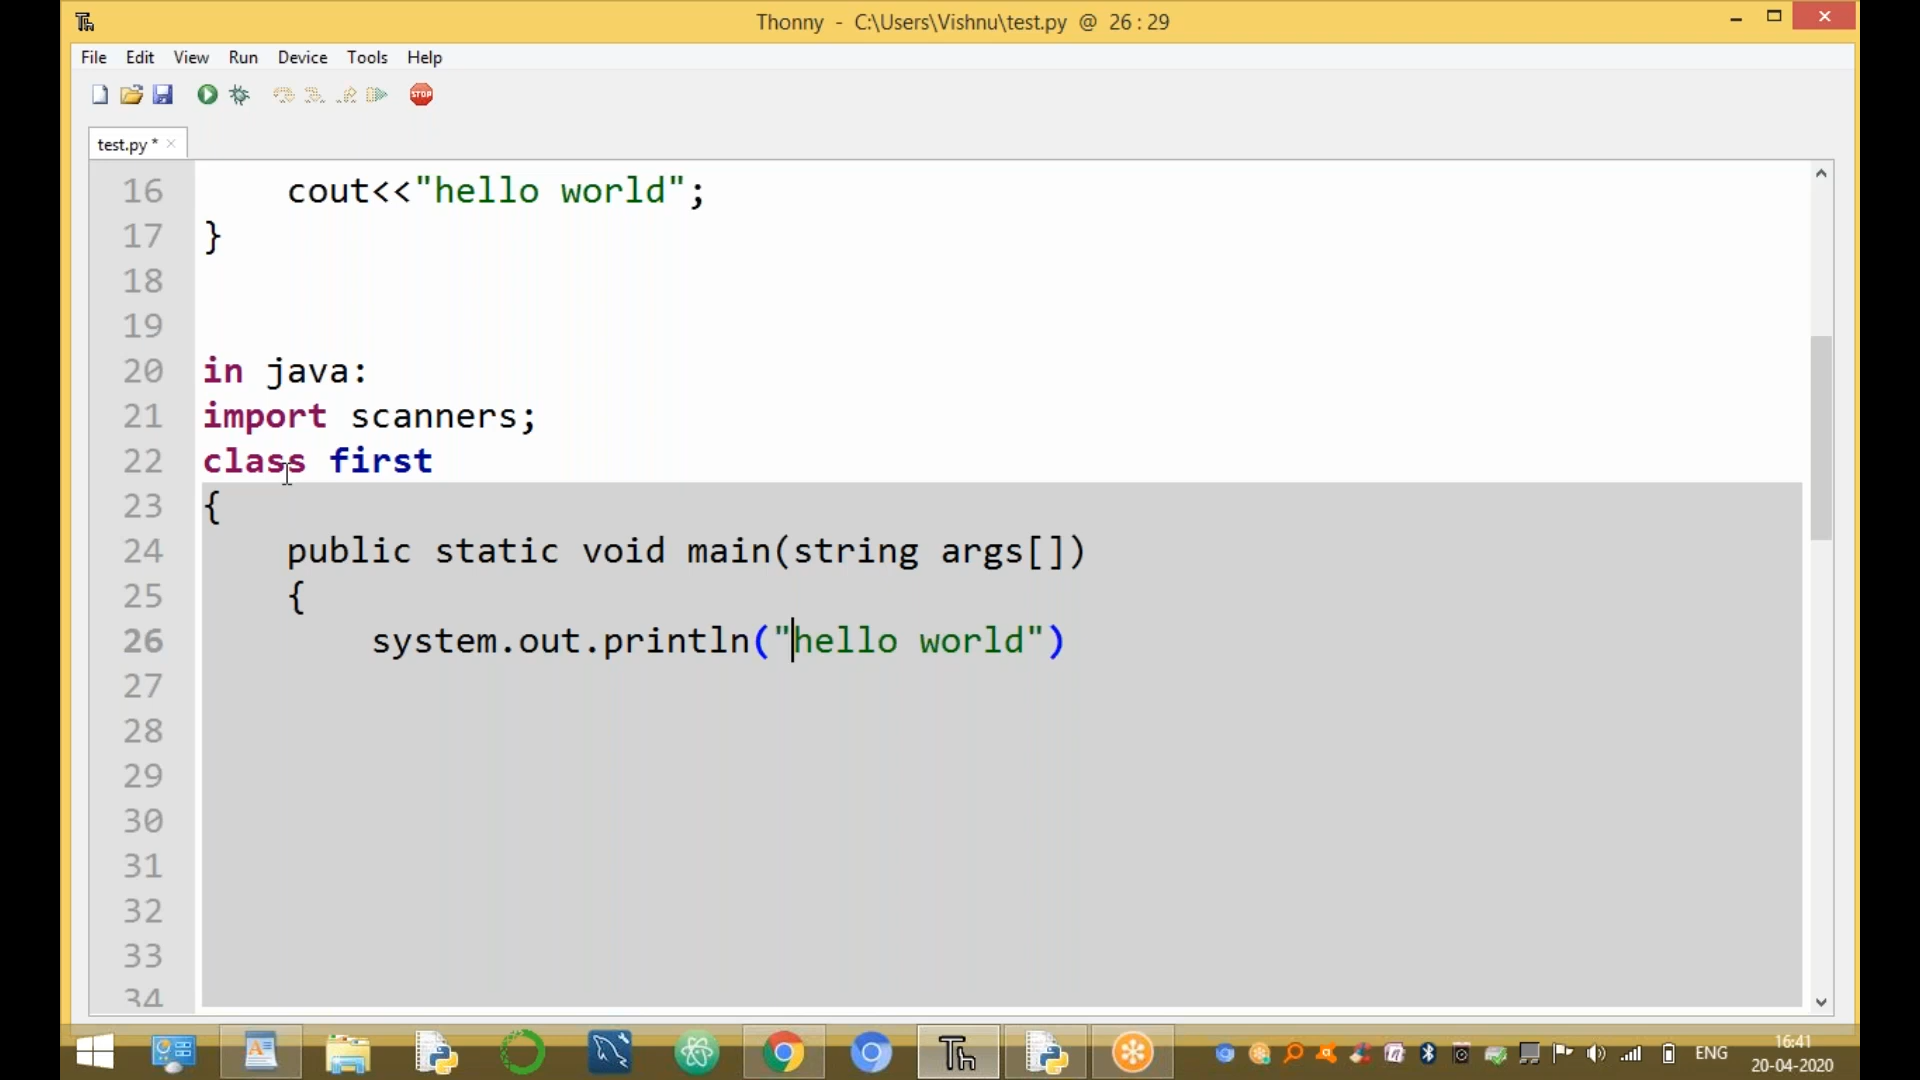 Thonny - C:\Users\Vishnu\test.py @ 26 : 29
File Edit View Run Device Tools Help
STOP
test.py * ×
16 cout<<"hello world";
17 }
18
19
20 in java:
21 import scanners;
22 class first
23 {
24 public static void main(string args[])
25 {
26 system.out.println("hello world")
27
28
29
30
31
32
33
34
Th
ENG
16:41
20-04-2020